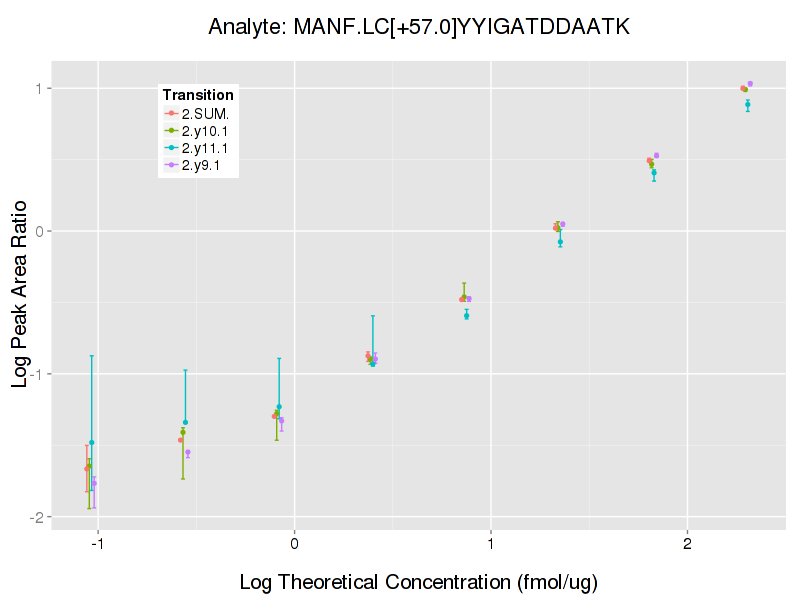 Analyte: MANF.LC[+57.0]YYIGATDDAATK
Transition
2.SUM.
2.y10.1
2.y11.1
2.y9.1
Log Peak Area Ratio
1
0
-1
-2
-1
0
1
2
Log Theoretical Concentration (fmol/ug)